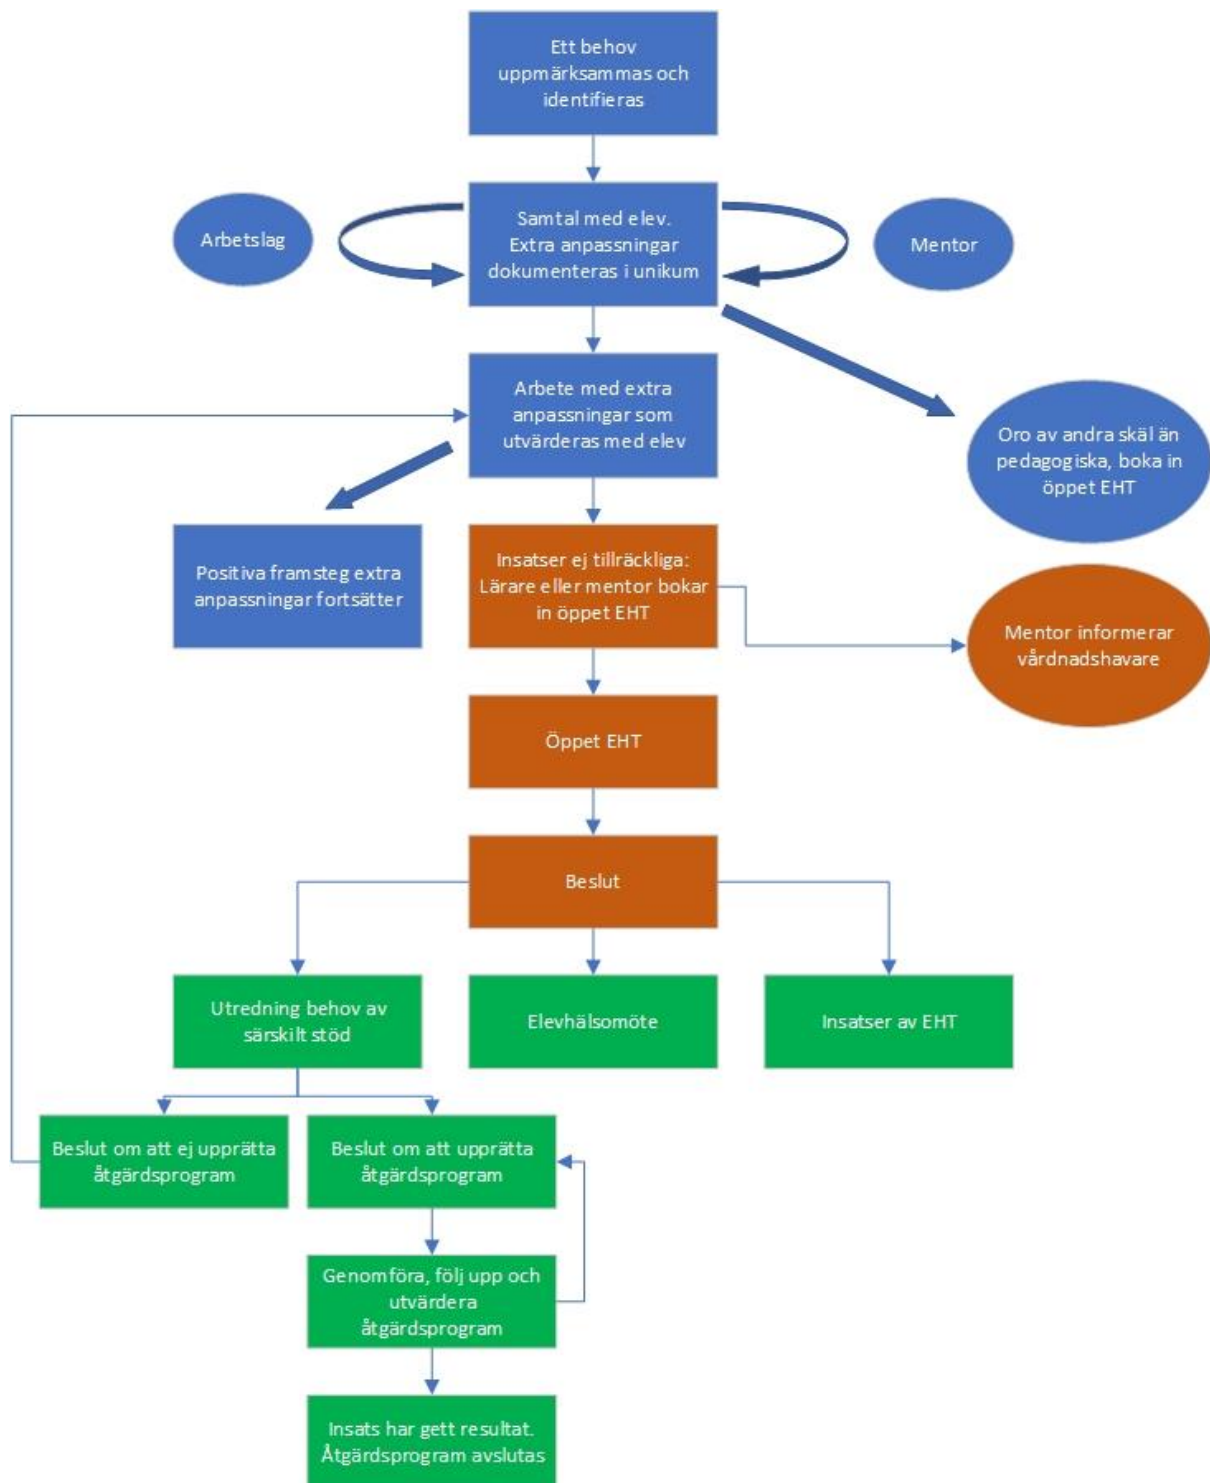 Ett behov
uppmärksammas och
identifieras
Arbetslag
Samtal med elev.
Extra anpassningar
dokumenteras i unikum
Mentor
Arbete med extra
anpassningar som
utvärderas med elev
Oro av andra skäl än
pedagogiska, boka in
öppet EHT
Positiva framsteg extra
anpassningar fortsätter
Insatser ej tillräckliga:
Lärare eller mentor bokar
in öppet EHT
Mentor informerar
vårdnadshavare
Öppet EHT
Beslut
Utredning behov av
särskilt stöd
Elevhälsomöte
Insatser av EHT
Beslut om att ej upprätta
åtgärdsprogram
Beslut om att upprätta
åtgärdsprogram
Genomföra, följ upp och
utvärdera
åtgärdsprogram
Insats har gett resultat.
Åtgärdsprogram avslutas